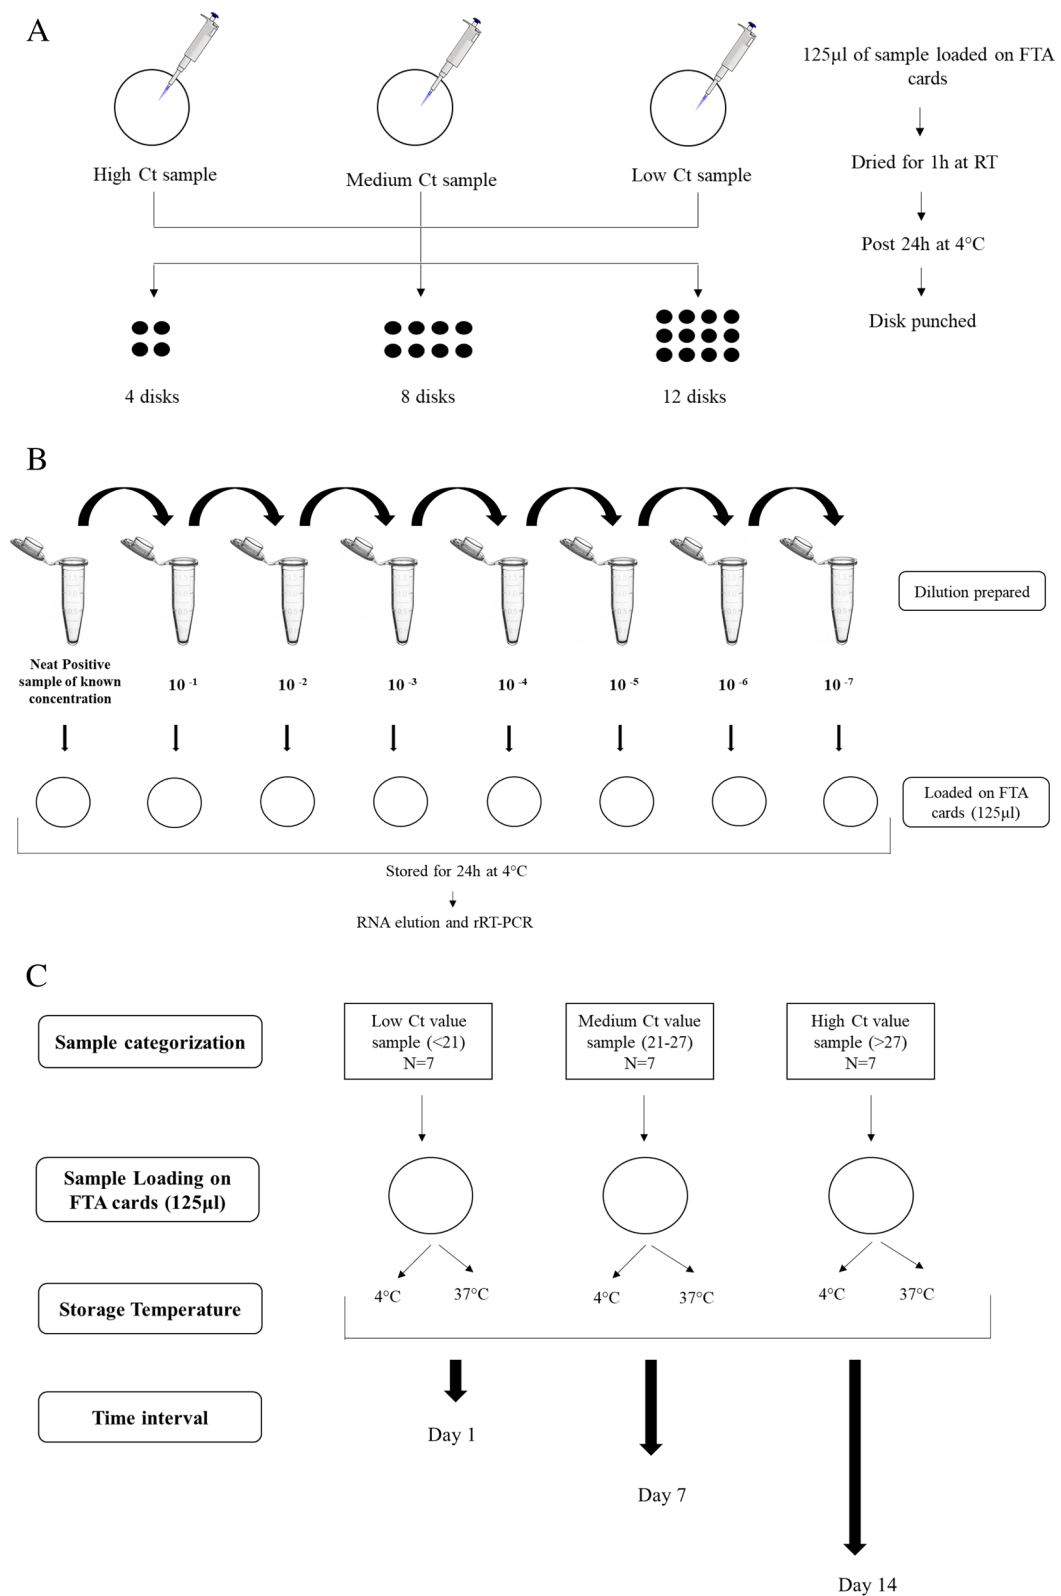 A
125µl of sample loaded on FTA
cards
High Ct sample
Medium Ct sample
Low Ct sample
Dried for 1h at RT
Post 24h at 4°C
Disk punched
4 disks
8 disks
12 disks
B
Dilution prepared
Neat Positive
sample of known
concentration
10 -1
10 -2
10 -3
10 -4
10 -5
10 -6
10 -7
Loaded on FTA
cards (125µl)
Stored for 24h at 4°C
RNA elution and rRT-PCR
C
Sample categorization
Low Ct value
sample (<21)
N=7
Medium Ct value
sample (21-27)
N=7
High Ct value
sample (>27)
N=7
Sample Loading on
FTA cards (125µl)
Storage Temperature
4°C
37°C
4°C
37°C
4°C
37°C
Time interval
Day 1
Day 7
Day 14